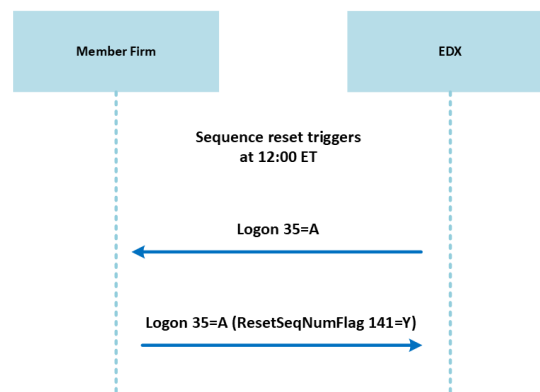 Member Firm
EDX
Sequence reset triggers
at 12:00 ET
Logon 35=A
Logon 35=A (ResetSeqNumFlag 141=Y)